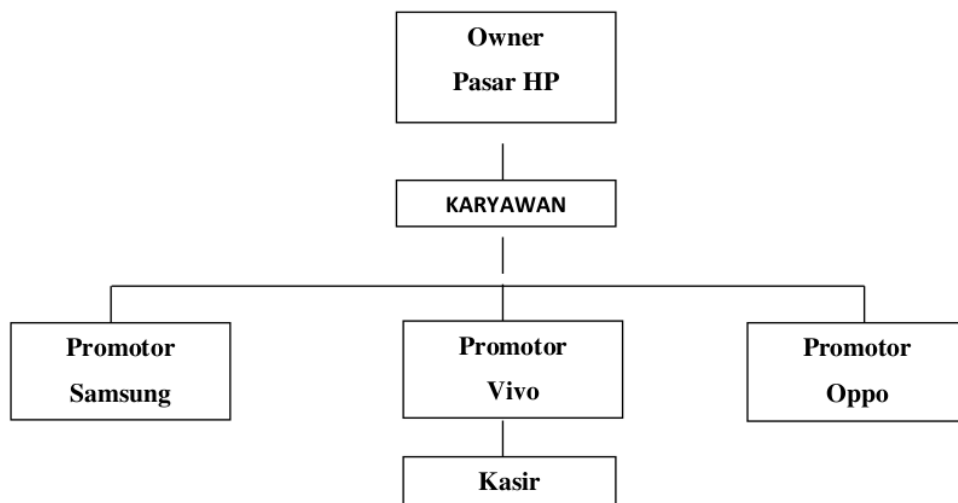 Owner
Pasar HP
KARYAWAN
Promotor
Samsung
Promotor
Vivo
Promotor
Oppo
Kasir